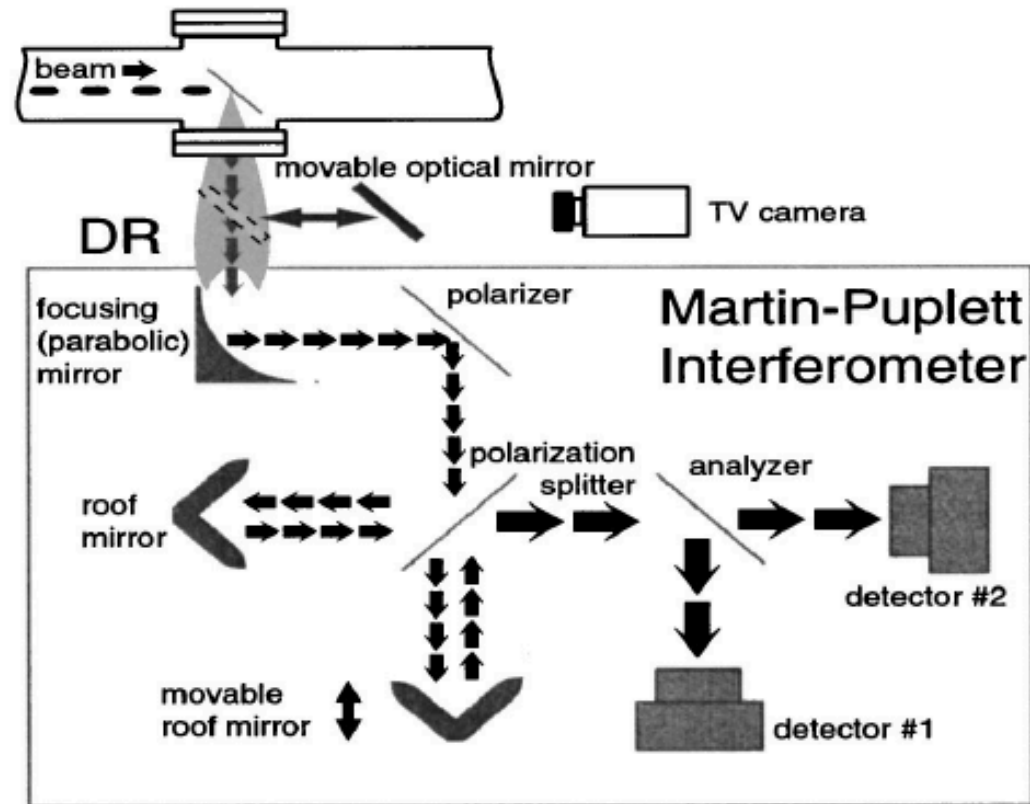 beam
movable optical mirror
TV camera
DR
focusing
(parabolic)
mirror
polarizer
Martin-Puplett
Interferometer
polarization
splitter
analyzer
roof
mirror
detector #2
movable
roof mirror
detector #1